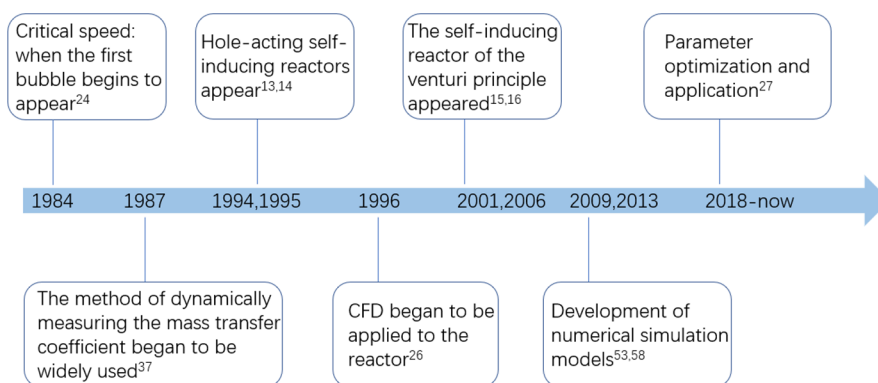 Critical speed:
when the first
bubble begins to
appear24
Hole-acting self-
inducing reactors
appear13,14
The self-inducing
reactor of the
venturi principle
appeared15,16
Parameter
optimization and
application27
1984 1987 1994,1995 1996 2001,2006 2009,2013 2018-now
The method of dynamically
measuring the mass transfer
coefficient began to be
widely used37
CFD began to be
applied to the
reactor26
Development of
numerical simulation
models53,58